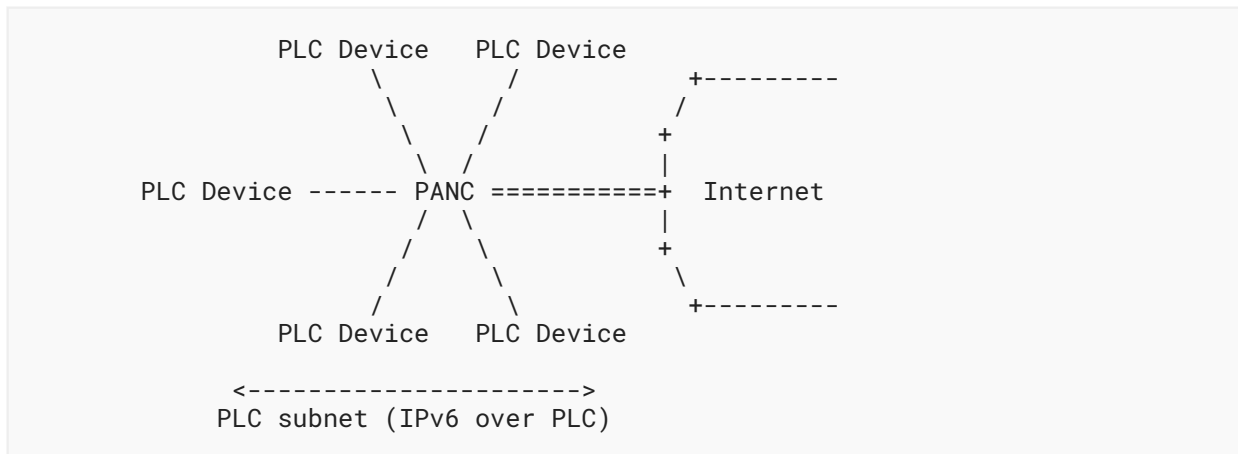 PLC Device PLC Device
PLC Device ------ PANC ===========+ Internet
PLC Device PLC Device
<---------------------->
PLC subnet (IPv6 over PLC)